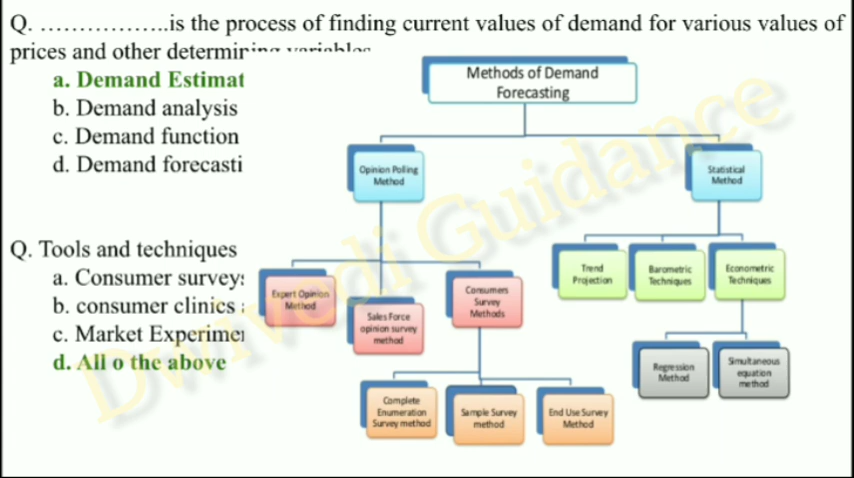 Q. ………………..is the process of finding current values of demand for various values of
prices and other determining variables
a. Demand Estimat
b. Demand analysis
c. Demand function
d. Demand forecasti
Q. Tools and techniques
a. Consumer surveys
b. consumer clinics
c. Market Experimen
d. All o the above
Methods of Demand
Forecasting
Opinion Polling
Method
Statistical
Method
Expert Opinion
Method
Sales Force
opinion survey
method
Consumers
Survey
Methods
Trend
Projection
Barometric
Techniques
Econometric
Techniques
Complete
Enumeration
Survey method
Sample Survey
method
End Use Survey
Method
Regression
Method
Simultaneous
equation
method
Dwivedi Guidance